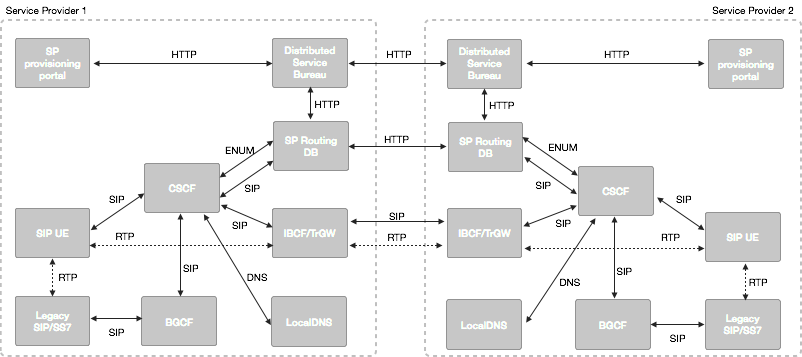 Service Provider 1
Service Provider 2
SP
provisioning
portal
HTTP
Distributed
Service
Bureau
HTTP
Distributed
Service
Bureau
HTTP
SP
provisioning
portal
HTTP
HTTP
ENUM
SP Routing
DB
HTTP
SP Routing
DB
ENUM
CSCF
SIP
SIP
CSCF
SIP
SIP
SIP
SIP
SIP
SIP UE
RTP
IBCF/TrGW
RTP
IBCF/TrGW
RTP
SIP UE
RTP
SIP
DNS
DNS
SIP
RTP
Legacy
SIP/SS7
SIP
BGCF
LocalDNS
LocalDNS
BGCF
SIP
Legacy
SIP/SS7